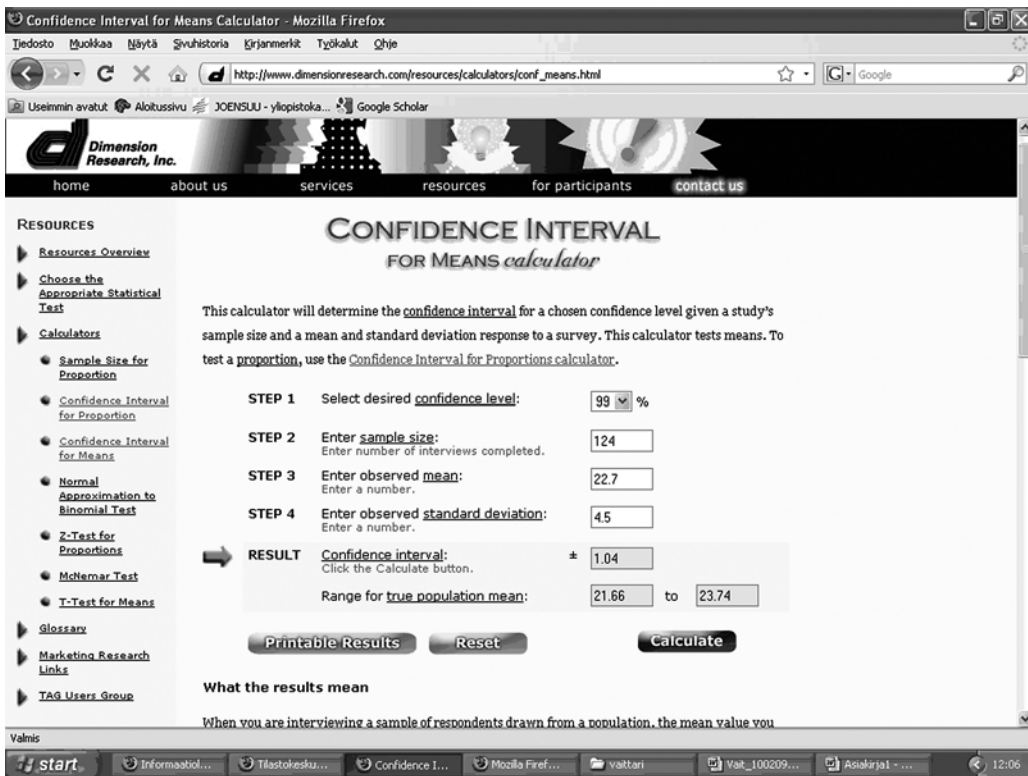 Confidence Interval for Means Calculator - Mozilla Firefox
Tiedosto Muokkaa Näytä Sivuhistoria Kirjanmerkit Työkalut Ohje
http://www.dimensionresearch.com/resources/calculators/conf_means.html
G Google
Useimmin avatut Aloitussivu JOENSUU - yliopistoka... Google Scholar
Dimension
Research, Inc.
home about us services resources for participants contact us
RESOURCES
Resources Overview
Choose the
Appropriate Statistical
Test
Calculators
Sample Size for
Proportion
Confidence Interval
for Proportion
Confidence Interval
for Means
Normal
Approximation to
Binomial Test
Z-Test for
Proportions
McNemar Test
T-Test for Means
Glossary
Marketing Research
Links
TAG Users Group
CONFIDENCE INTERVAL
FOR MEANS calculator
This calculator will determine the confidence interval for a chosen confidence level given a study's
sample size and a mean and standard deviation response to a survey. This calculator tests means. To
test a proportion, use the Confidence Interval for Proportions calculator.
STEP 1 Select desired confidence level: 99 %
STEP 2 Enter sample size: 124
Enter number of interviews completed.
STEP 3 Enter observed mean: 22.7
Enter a number.
STEP 4 Enter observed standard deviation: 4.5
Enter a number.
RESULT Confidence interval: ± 1.04
Click the Calculate button.
Range for true population mean: 21.66 to 23.74
Printable Results Reset Calculate
What the results mean
When you are interviewing a sample of respondents drawn from a population, the mean value you
Valmis
start Informaatiol... Tilastokesku... Confidence I... Mozilla Firef... vaittari Vait_100209... Asiakirja1 - ... 12:06